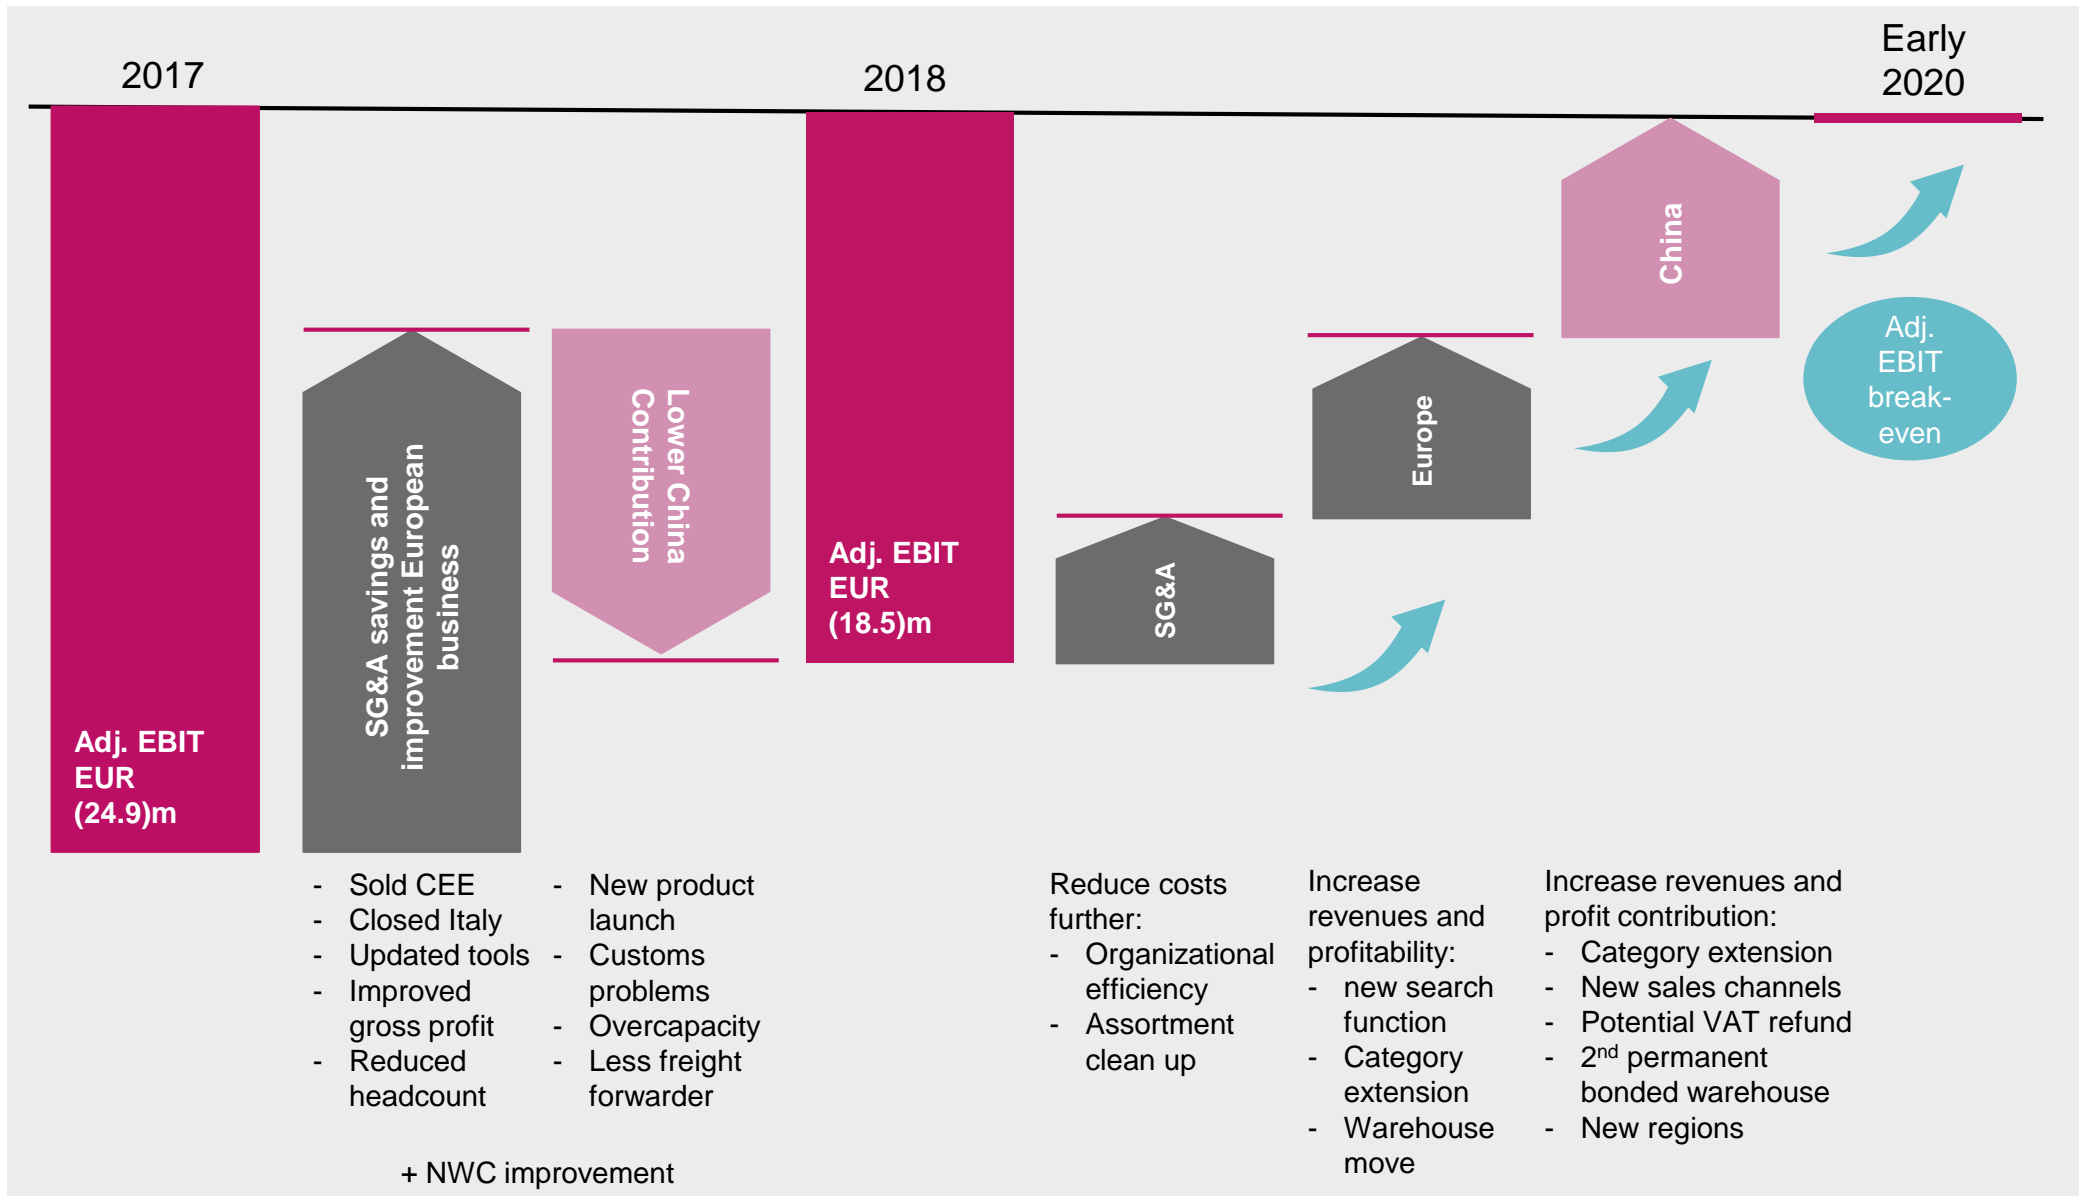 2017
2018
Early
2020
Adj. EBIT
EUR
(24.9)m
SG&A savings and
improvement European
business
Lower China
Contribution
Adj. EBIT
EUR
(18.5)m
SG&A
Europe
China
Adj.
EBIT
break-
even
- Sold CEE
- Closed Italy
- Updated tools
- Improved
gross profit
- Reduced
headcount
- New product
launch
- Customs
problems
- Overcapacity
- Less freight
forwarder
+ NWC improvement
Reduce costs
further:
- Organizational
efficiency
- Assortment
clean up
Increase
revenues and
profitability:
- new search
function
- Category
extension
- Warehouse
move
Increase revenues and
profit contribution:
- Category extension
- New sales channels
- Potential VAT refund
- 2nd permanent
bonded warehouse
- New regions